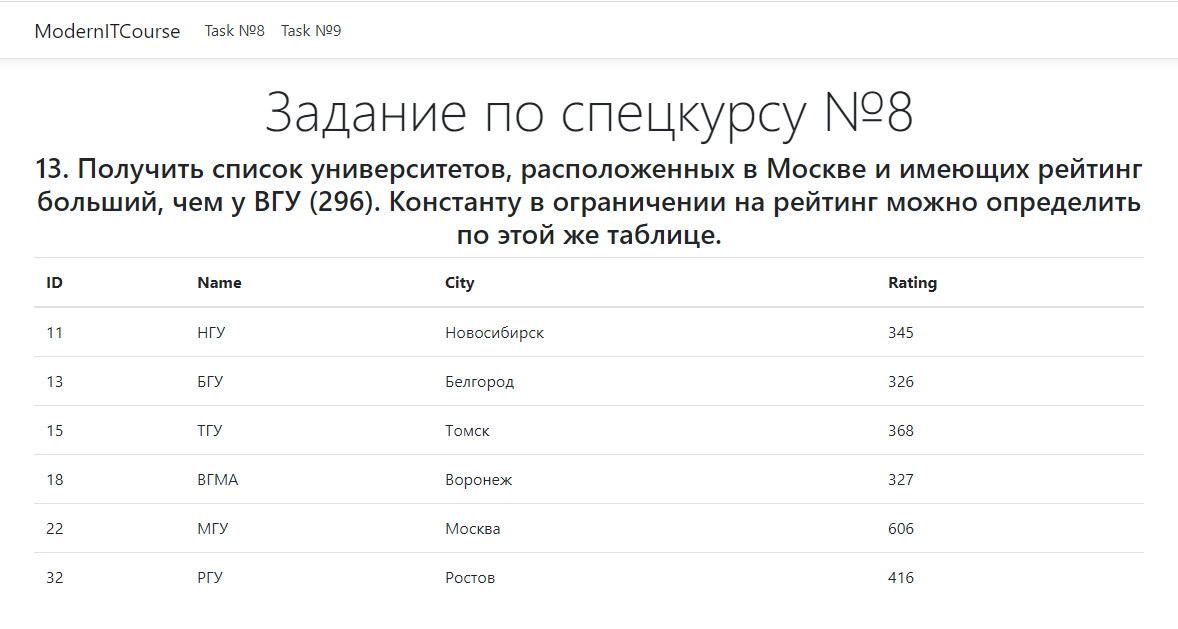 ModernITCourse Task №8 Task №9
Задание по спецкурсу №8
13. Получить список университетов, расположенных в Москве и имеющих рейтинг
больший, чем у ВГУ (296). Константу в ограничении на рейтинг можно определить
по этой же таблице.
ID Name City Rating
11 НГУ Новосибирск 345
13 БГУ Белгород 326
15 ТГУ Томск 368
18 ВГМА Воронеж 327
22 МГУ Москва 606
32 РГУ Ростов 416